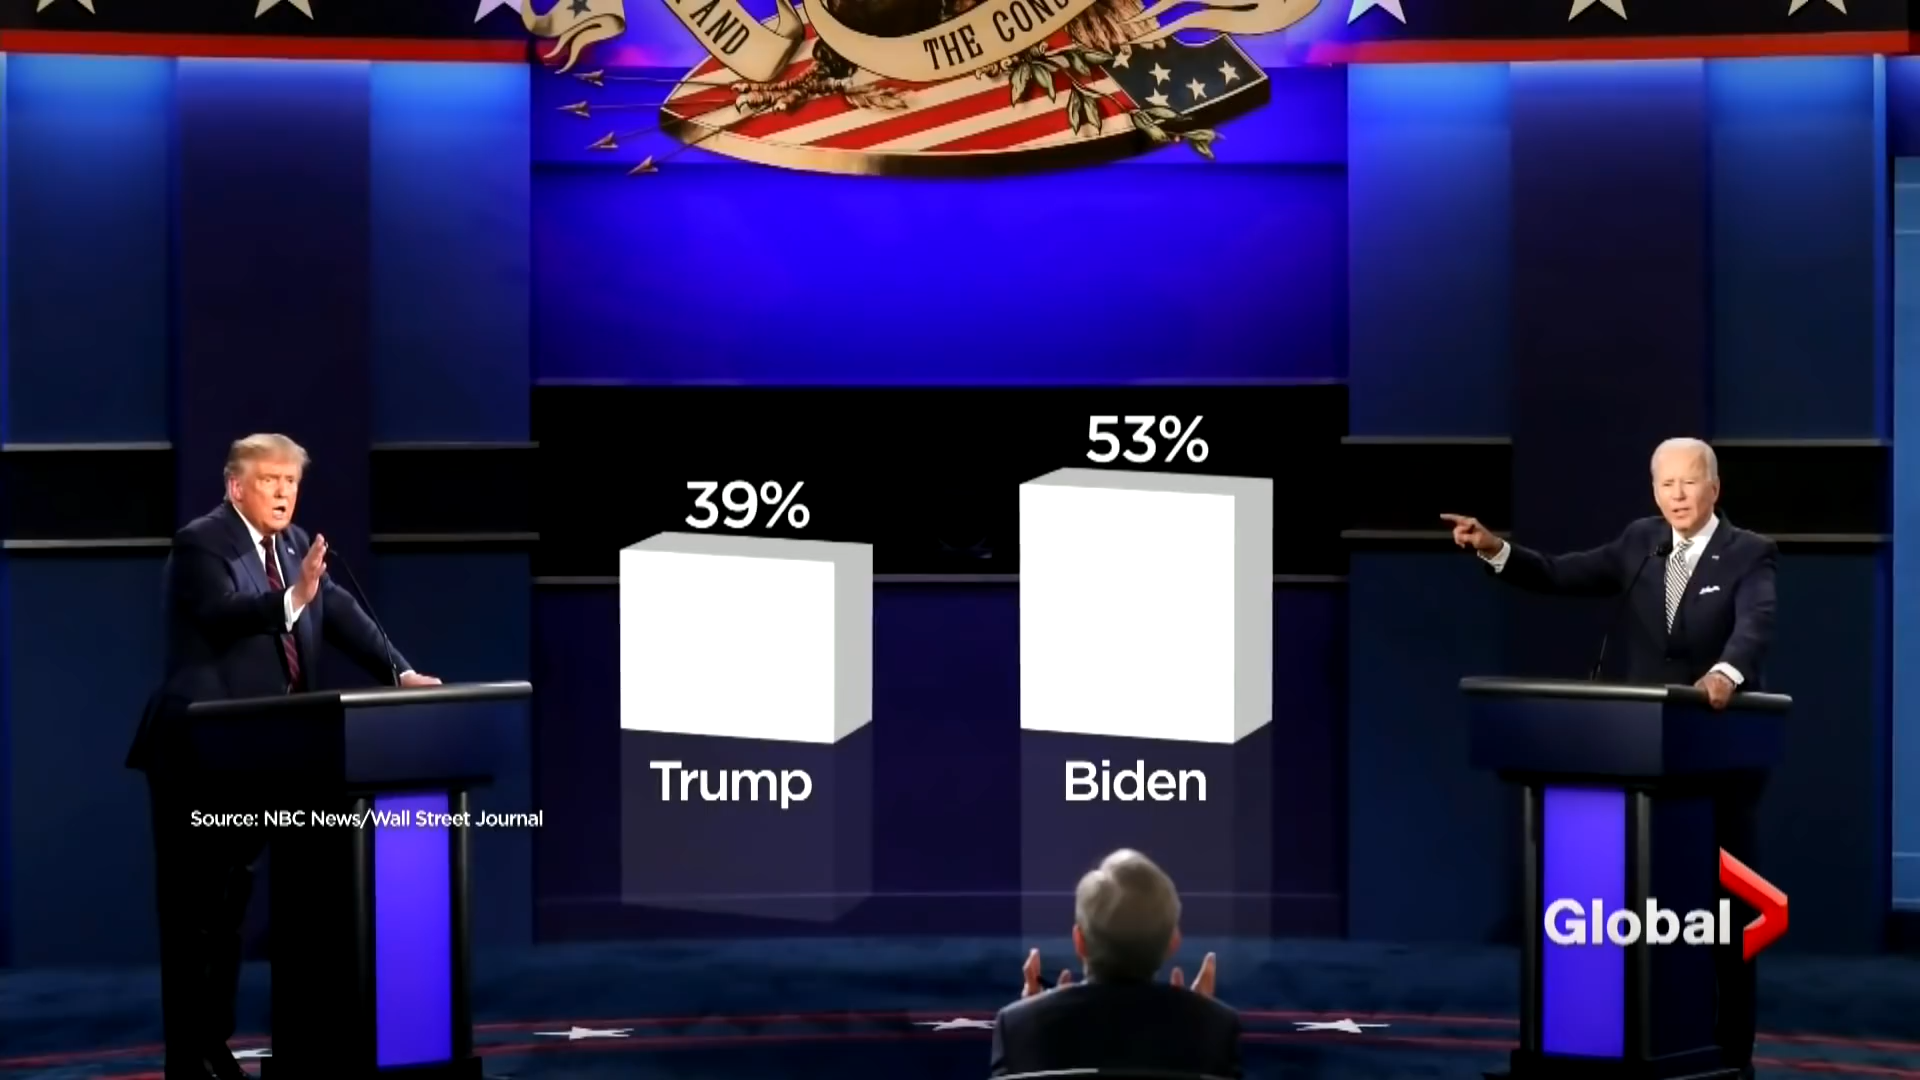 AND
THE CON
53%
39%
Trump
Biden
Source: NBC News/Wall Street Journal
Global